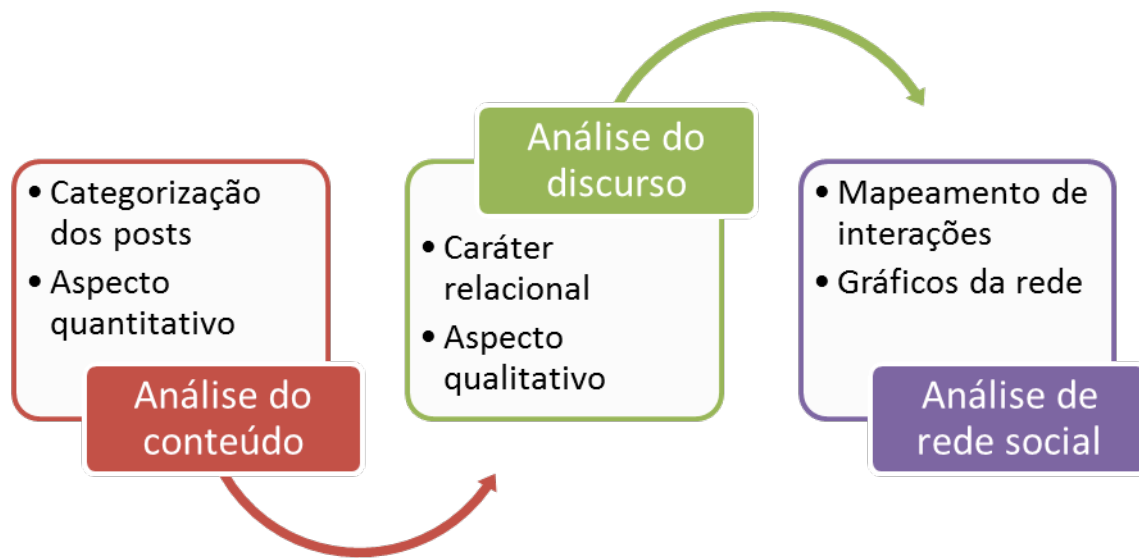 • Categorização
dos posts
• Aspecto
quantitativo
Análise do
conteúdo
Análise do
discurso
• Caráter
relacional
• Aspecto
qualitativo
• Mapeamento de
interações
• Gráficos da rede
Análise de
rede social